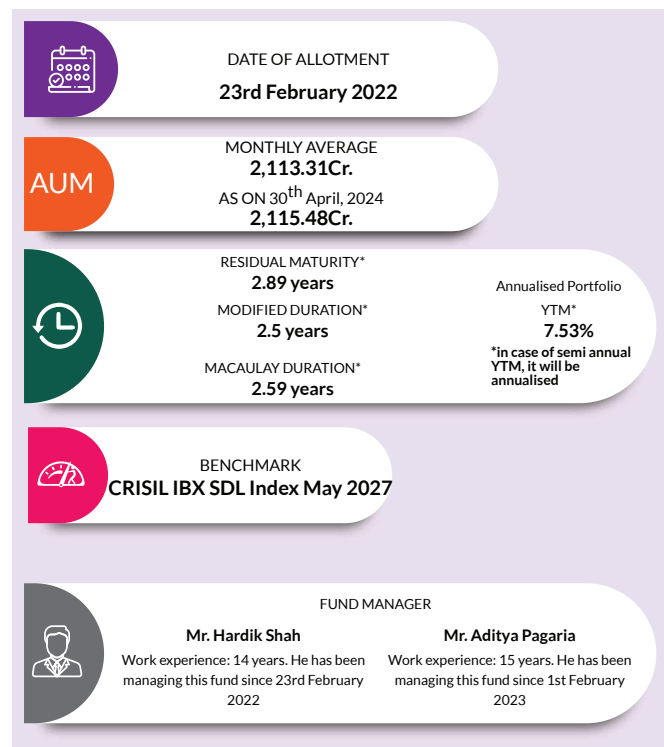 DATE OF ALLOTMENT
23rd February 2022
AUM
MONTHLY AVERAGE
2,113.31Cr.
AS ON 30th April, 2024
2,115.48Cr.
RESIDUAL MATURITY*
2.89 years
MODIFIED DURATION*
2.5 years
MACAULAY DURATION*
2.59 years
Annualised Portfolio
YTM*
7.53%
*in case of semi annual
YTM, it will be
annualised
BENCHMARK
CRISIL IBX SDL Index May 2027
FUND MANAGER
Mr. Hardik Shah
Work experience: 14 years. He has been
managing this fund since 23rd February
2022
Mr. Aditya Pagaria
Work experience: 15 years. He has been
managing this fund since 1st February
2023